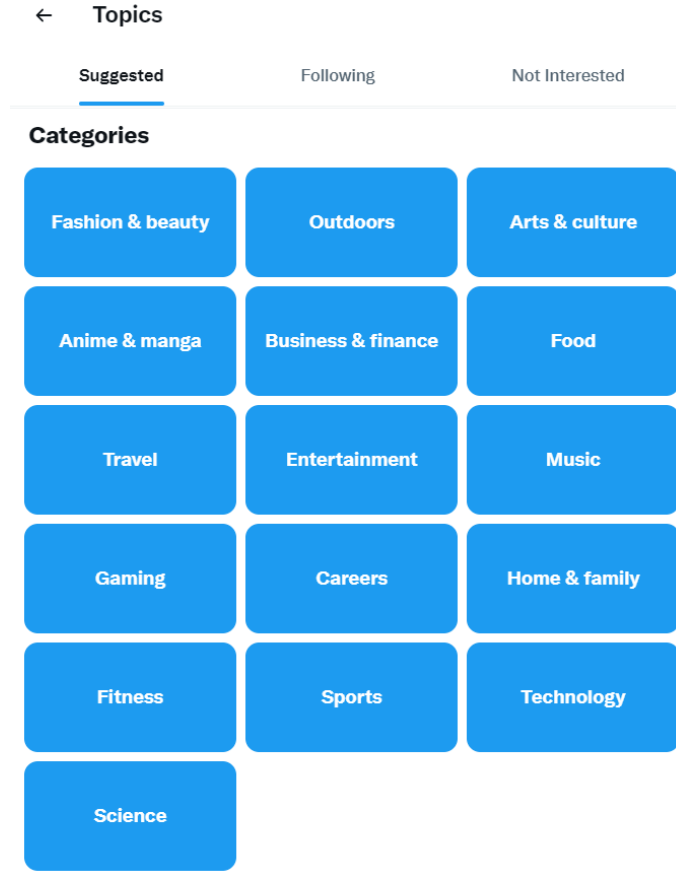 ← Topics
Suggested Following Not Interested
Categories
Fashion & beauty Outdoors Arts & culture
Anime & manga Business & finance Food
Travel Entertainment Music
Gaming Careers Home & family
Fitness Sports Technology
Science